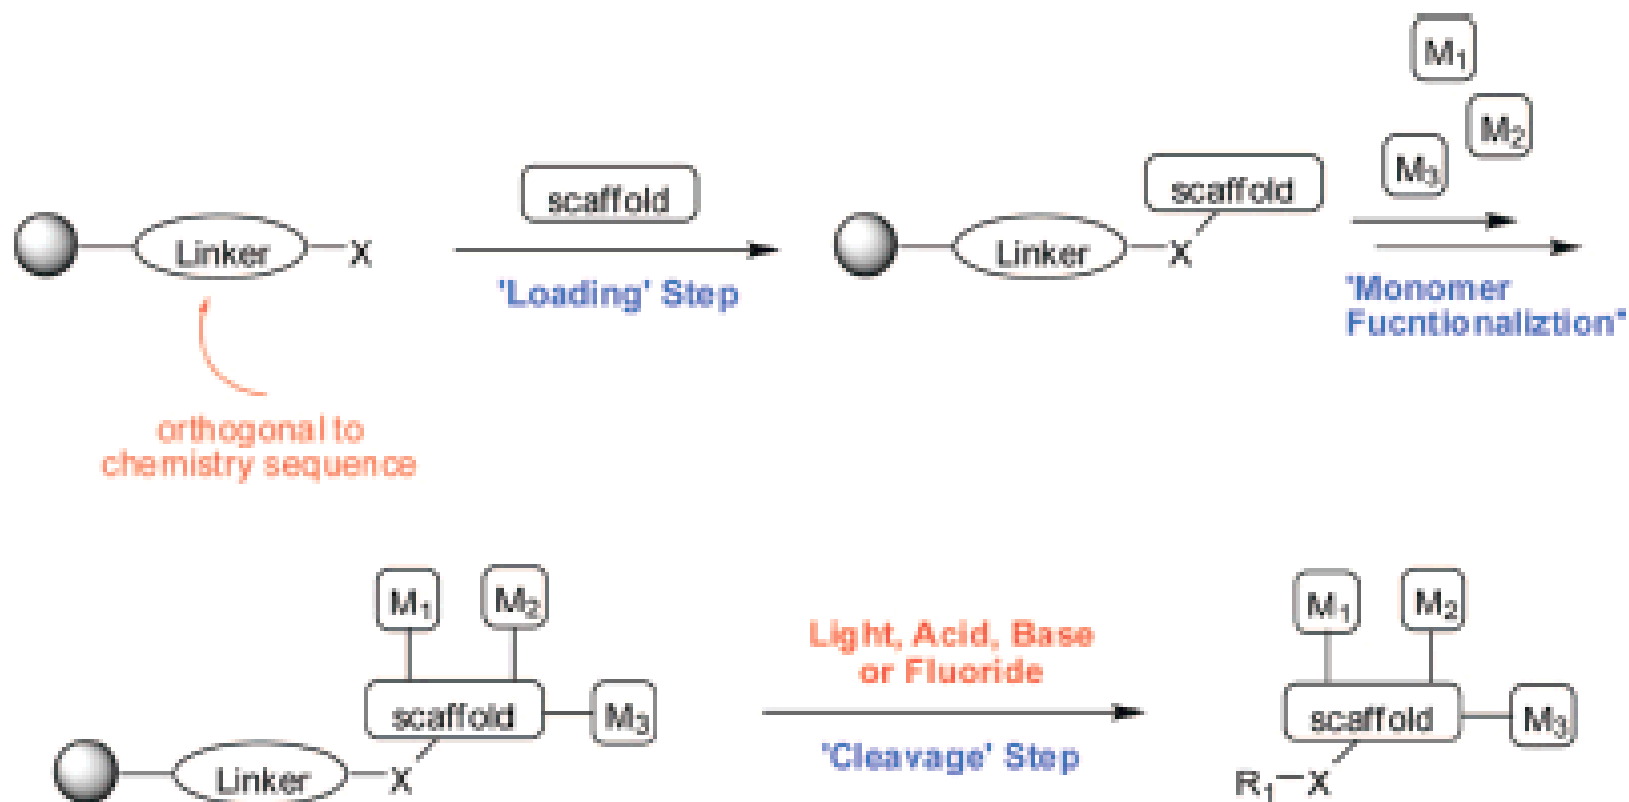 M₁
M₂
M₃
scaffold
scaffold
Linker
X
Linker
X
'Loading' Step
'Monomer
Fucntionaliztion"
orthogonal to
chemistry sequence
M₁
M₂
M₁
M₂
Light, Acid, Base
or Fluoride
scaffold
M₃
scaffold
M₃
'Cleavage' Step
Linker
X
R₁
X